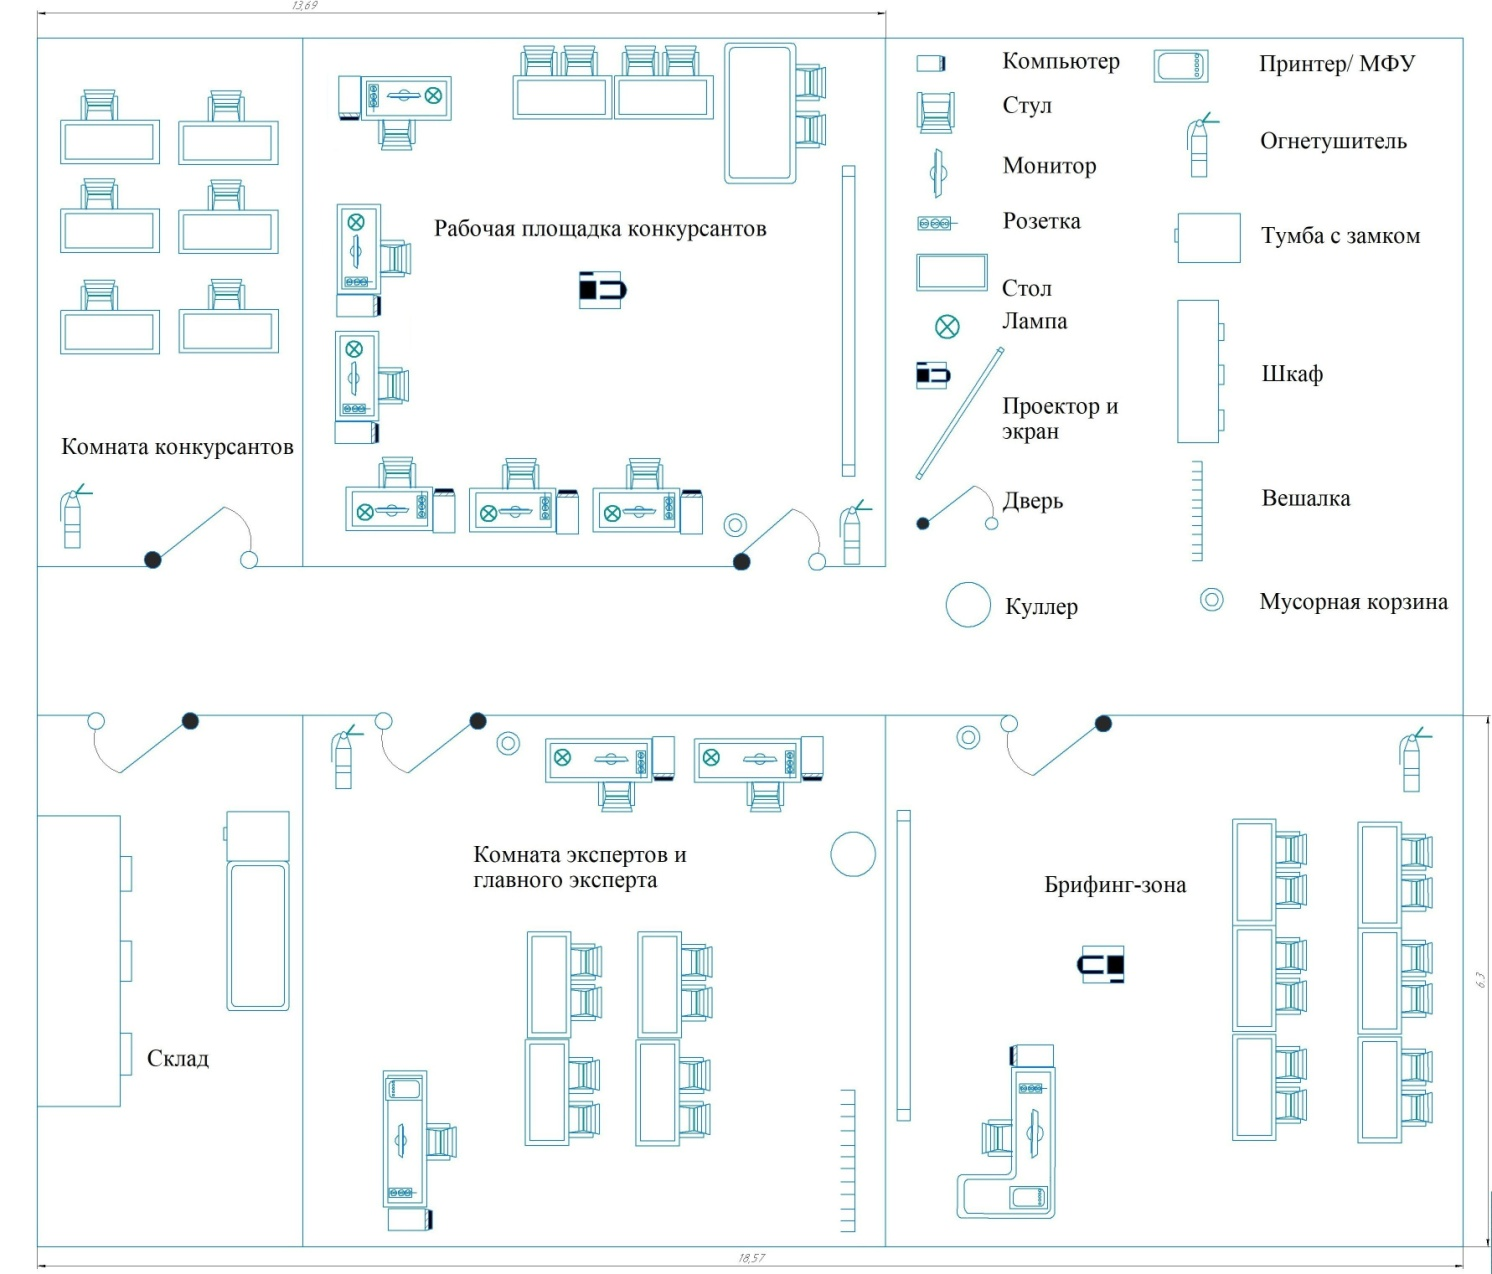 13,69
Компьютер
Принтер/ МФУ
Стул
Огнетушитель
Монитор
Розетка
Рабочая площадка конкурсантов
Тумба с замком
Стол
Лампа
Шкаф
Проектор и
экран
Комната конкурсантов
Дверь
Вешалка
Куллер
Мусорная корзина
Комната экспертов и
главного эксперта
Брифинг-зона
6,3
Склад
18,57